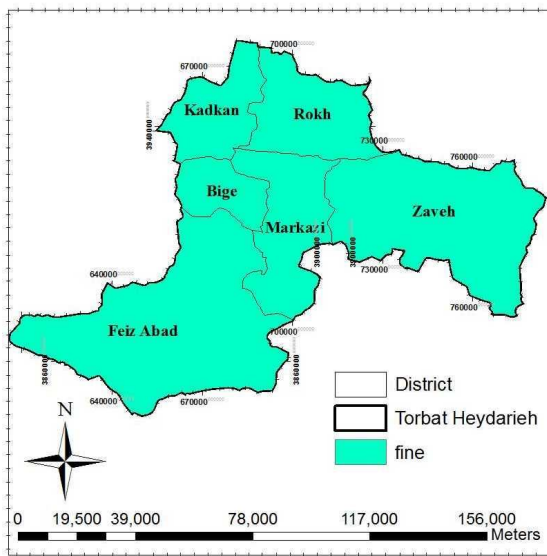 700000
670000
Kadkan
Rokh
3940000
730000
760000
Bige
Zaveh
Markazi
3900000
3900000
640000
730000
760000
Feiz Abad
700000
3860000
3860000
640000
670000
District
Torbat Heydarieh
fine
N
0 19,500 39,000 78,000 117,000 156,000
Meters